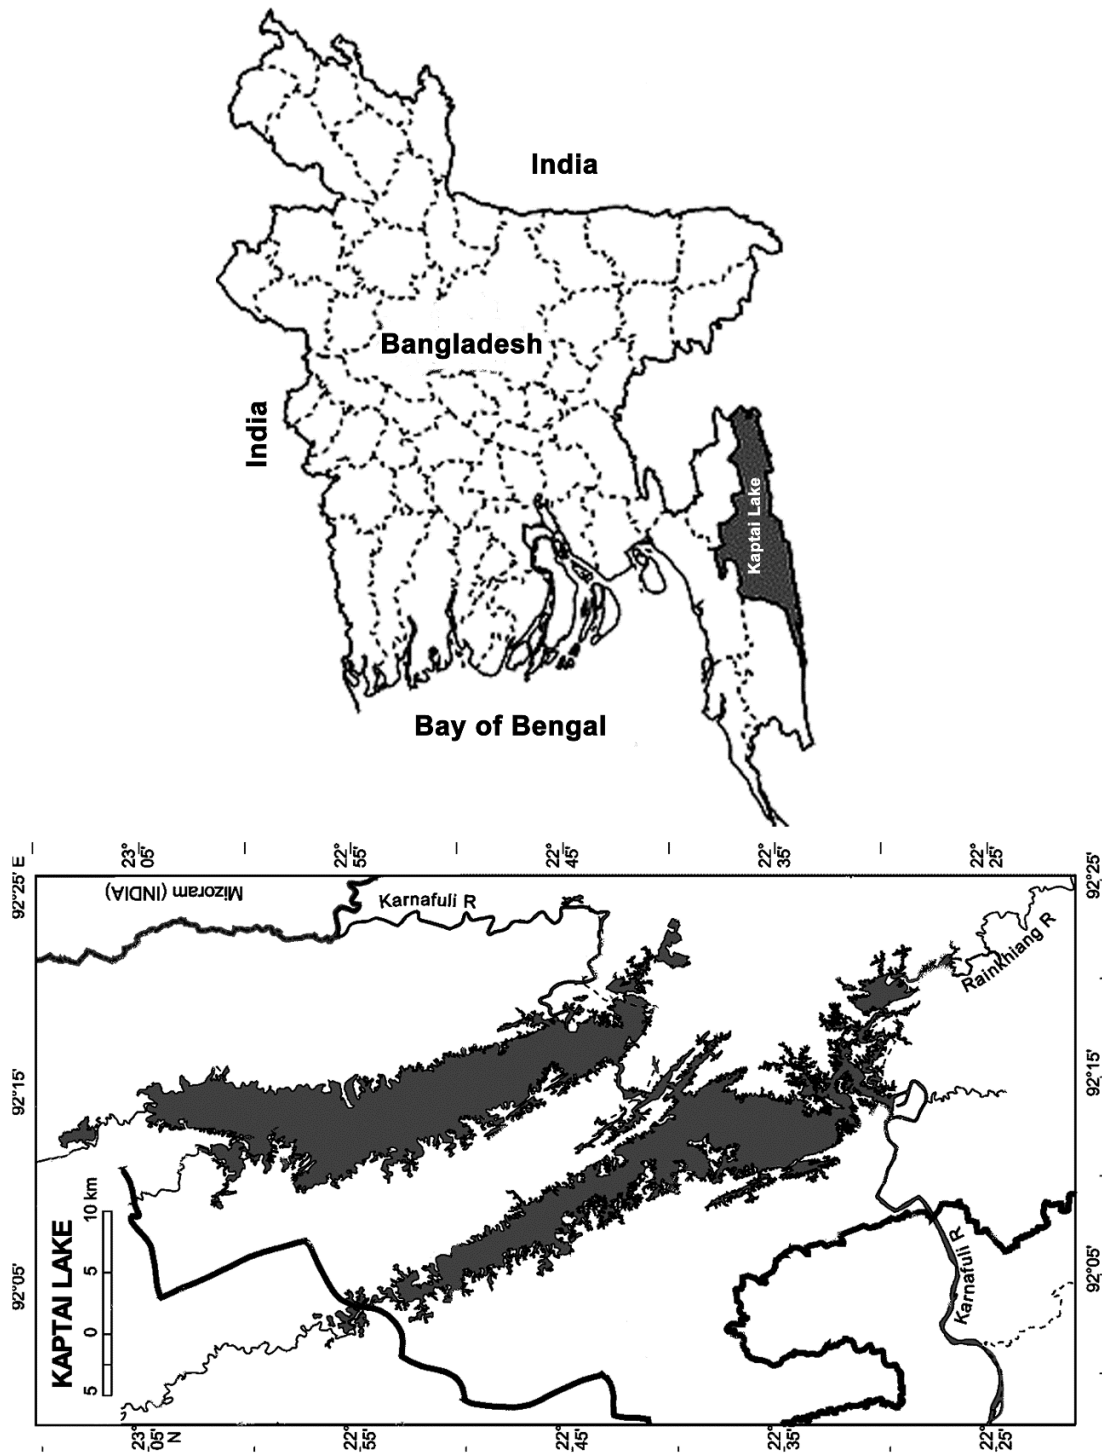 India
Bangladesh
India
Kaptai Lake
Bay of Bengal
23°
05'
22°
55'
22°
45'
22°
35'
22°
25'
92°25' E
92°25'
Mizoram (INDIA)
Karnafuli R
Rainkhiang R
92°15'
92°15'
KAPTAI LAKE
5 0 5 10 km
92°05'
92°05'
Karnafuli R
23°
05'
N
22°
55'
22°
45'
22°
35'
22°
25'